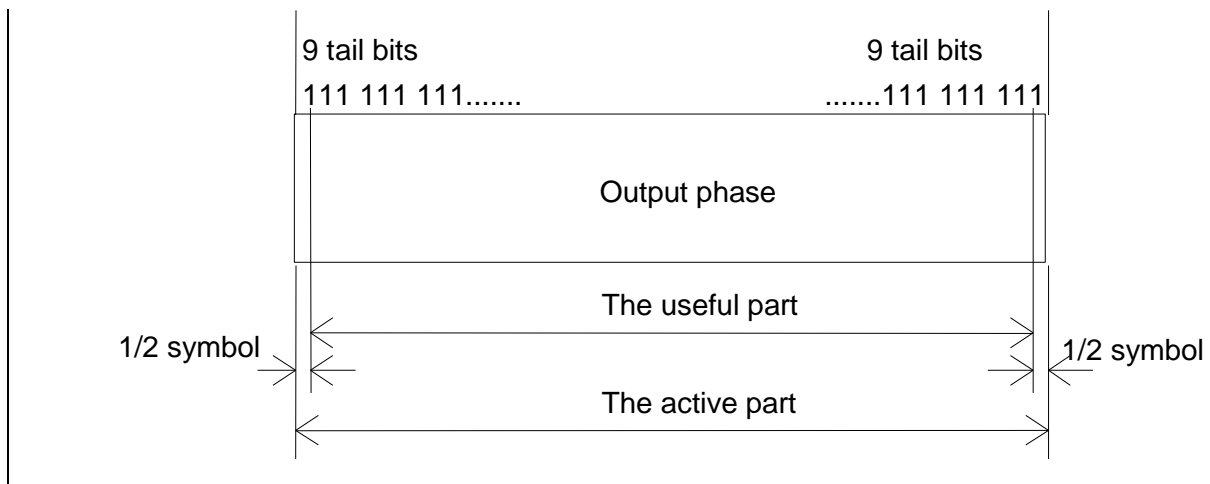 9 tail bits 9 tail bits
111 111 111....... .......111 111 111
Output phase
The useful part
1/2 symbol 1/2 symbol
The active part